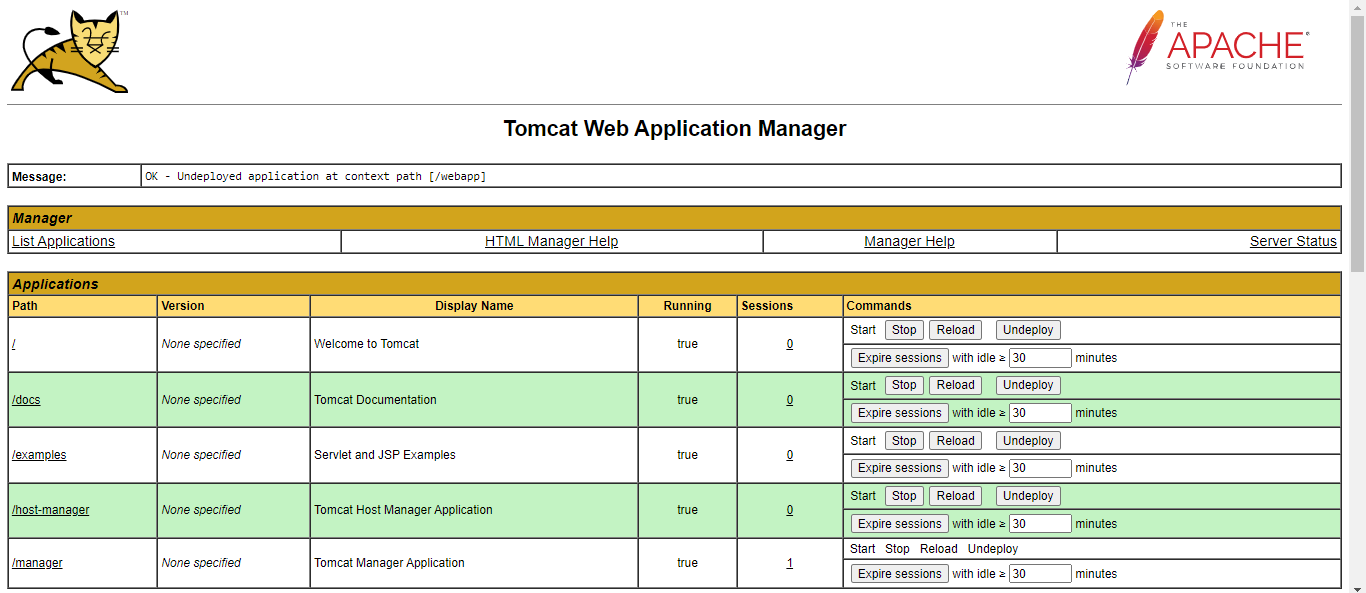 TM
THE
APACHE®
SOFTWARE FOUNDATION
Tomcat Web Application Manager
Message: OK - Undeployed application at context path [/webapp]
Manager
List Applications HTML Manager Help Manager Help Server Status
Applications
Path Version Display Name Running Sessions Commands
/ None specified Welcome to Tomcat true 0 Start Stop Reload Undeploy
Expire sessions with idle ≥ 30 minutes
/docs None specified Tomcat Documentation true 0 Start Stop Reload Undeploy
Expire sessions with idle ≥ 30 minutes
/examples None specified Servlet and JSP Examples true 0 Start Stop Reload Undeploy
Expire sessions with idle ≥ 30 minutes
/host-manager None specified Tomcat Host Manager Application true 0 Start Stop Reload Undeploy
Expire sessions with idle ≥ 30 minutes
/manager None specified Tomcat Manager Application true 1 Start Stop Reload Undeploy
Expire sessions with idle ≥ 30 minutes